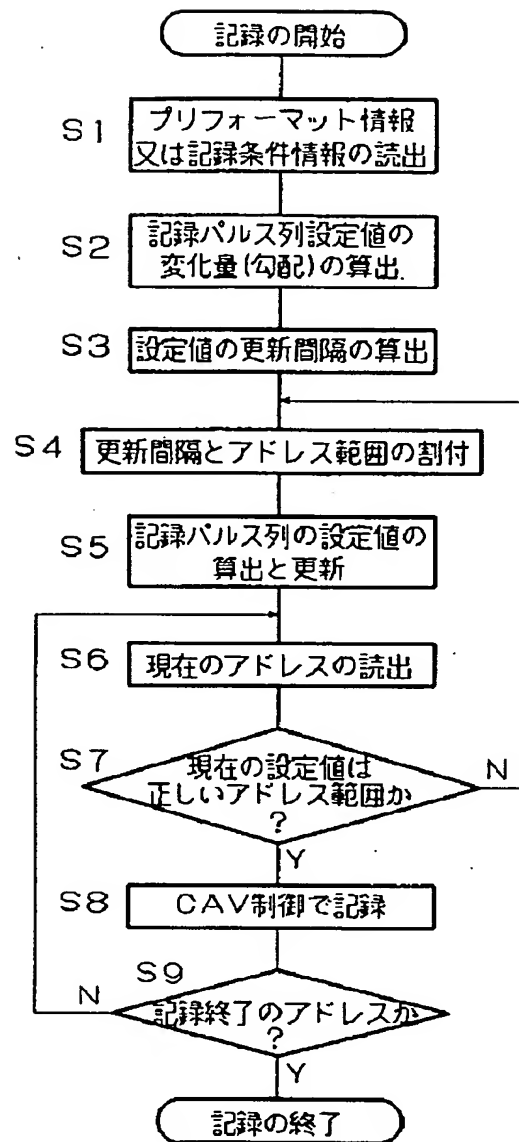 記録の開始
S1
プリフォーマット情報
又は記録条件情報の読出
S2
記録パルス列設定値の
変化量(勾配)の算出.
S3
設定値の更新間隔の算出
S4
更新間隔とアドレス範囲の割付
S5
記録パルス列の設定値の
算出と更新
S6
現在のアドレスの読出
S7
現在の設定値は
正しいアドレス範囲か
?
N
Y
S8
CAV制御で記録
S9
N
記録終了のアドレスか
?
Y
記録の終了